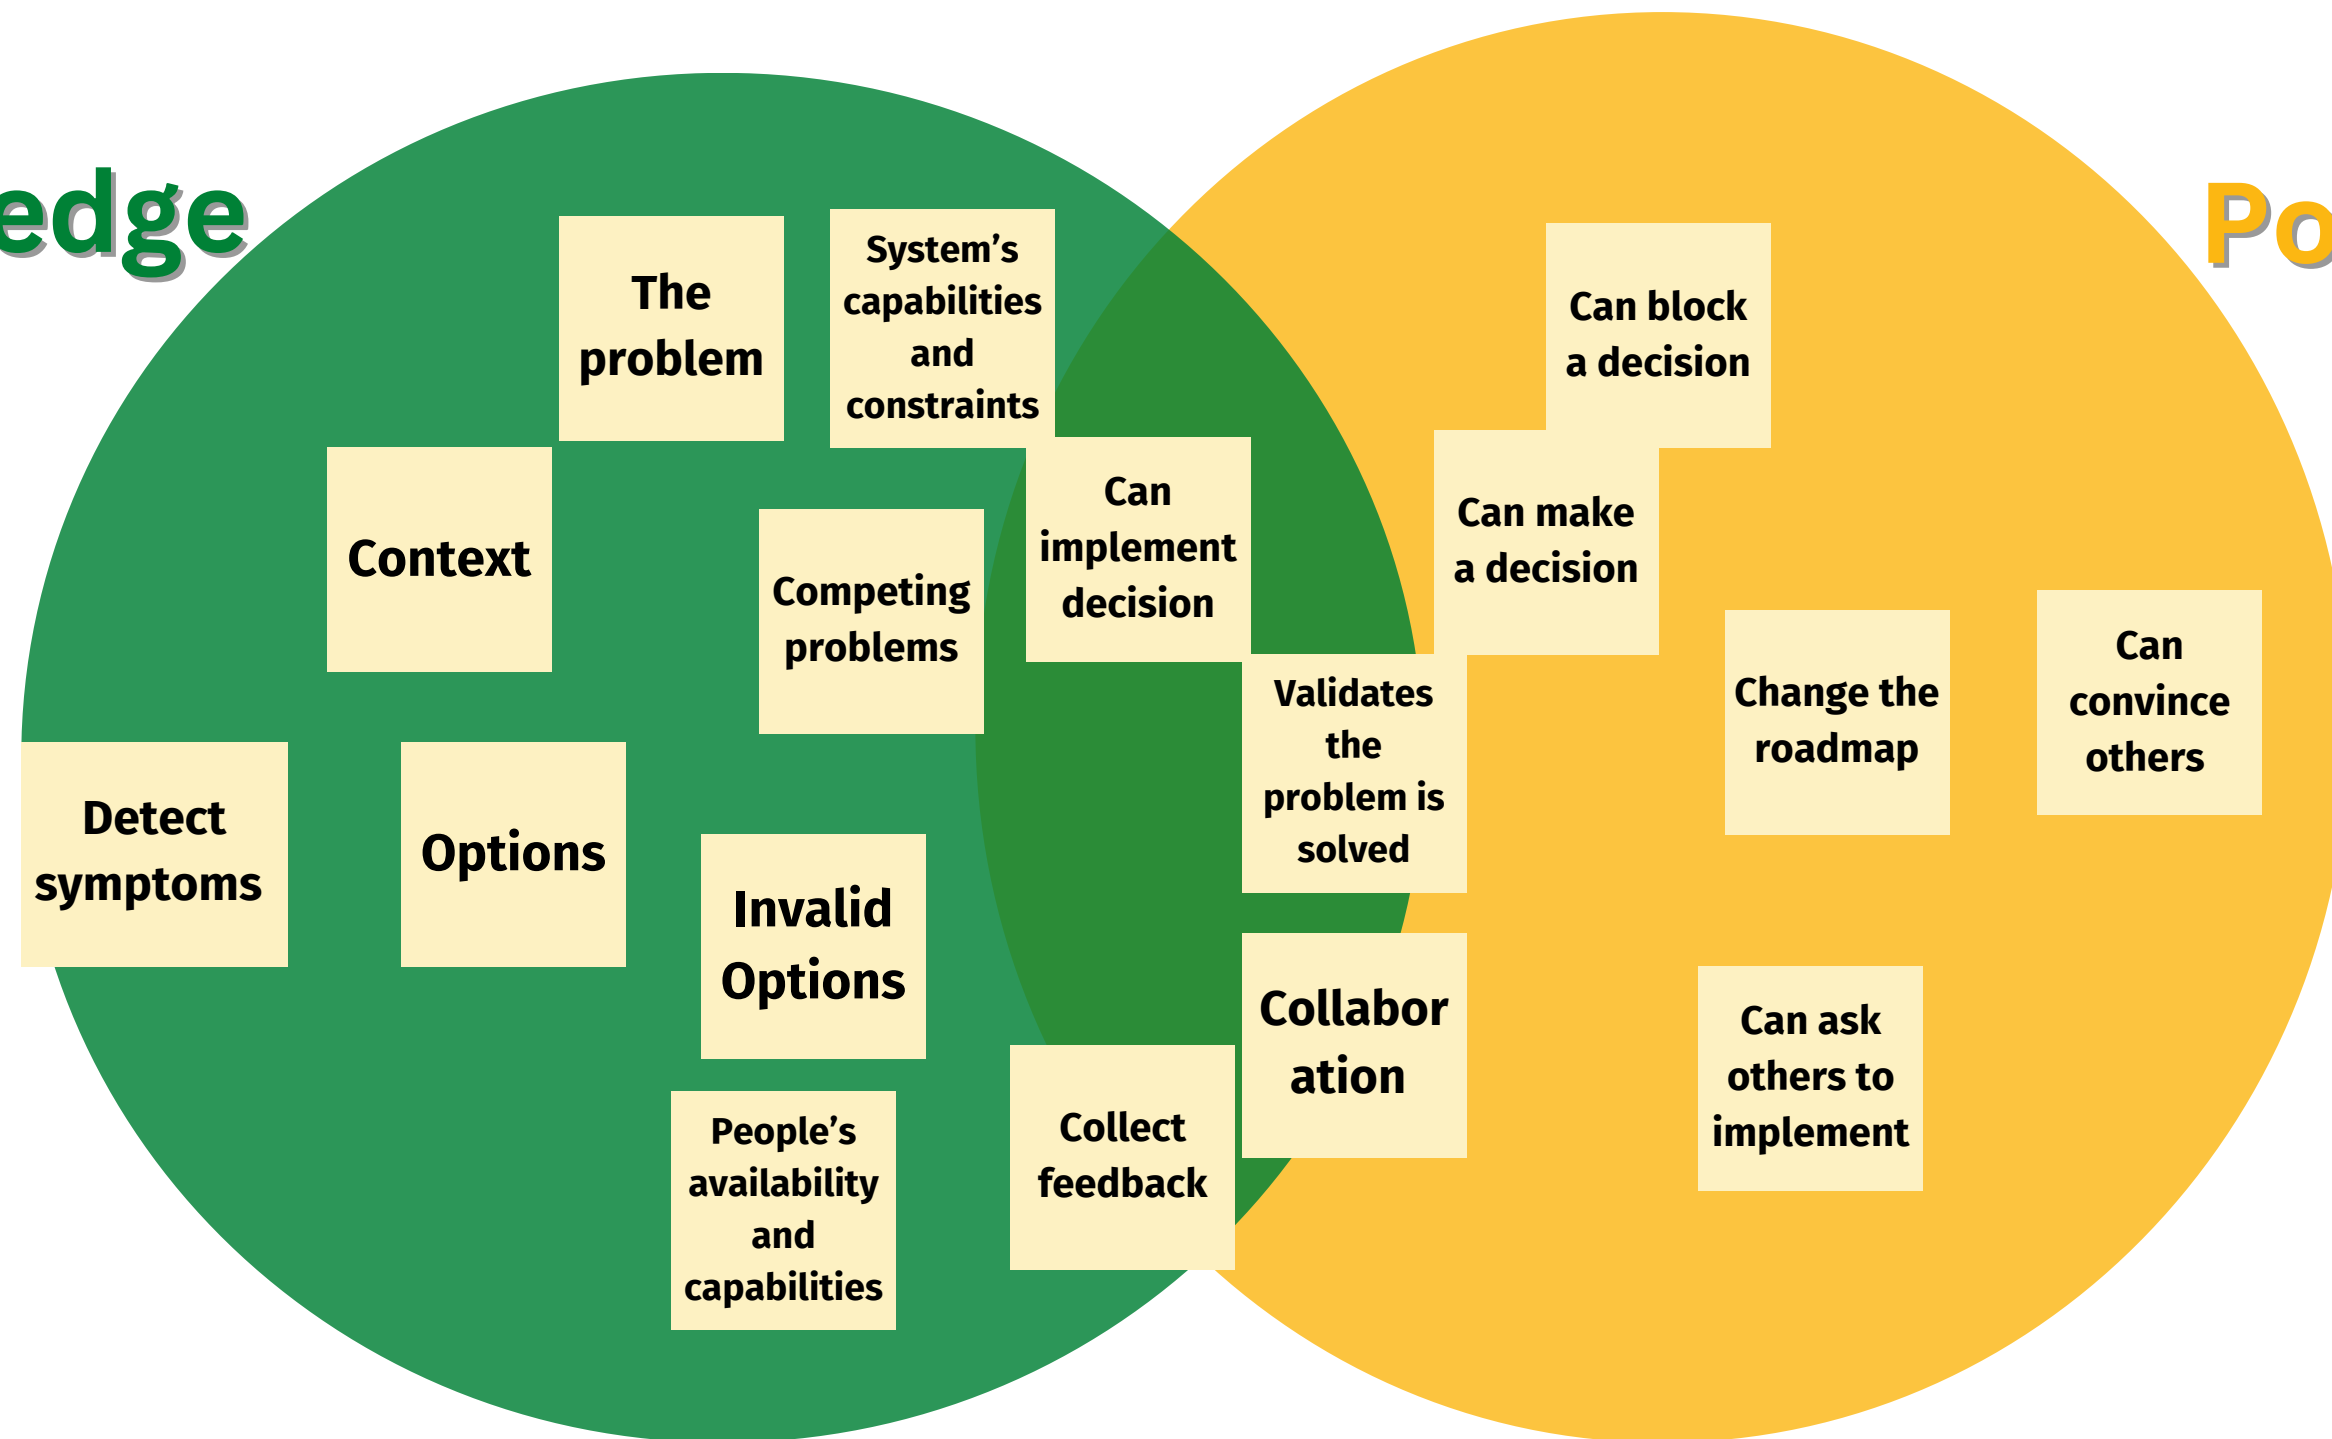 edge
Po
The
problem
System’s
capabilities
and
constraints
Can block
a decision
Context
Competing
problems
Can
implement
decision
Can make
a decision
Detect
symptoms
Options
Invalid
Options
Validates
the
problem is
solved
Change the
roadmap
Can
convince
others
People’s
availability
and
capabilities
Collect
feedback
Collabor
ation
Can ask
others to
implement